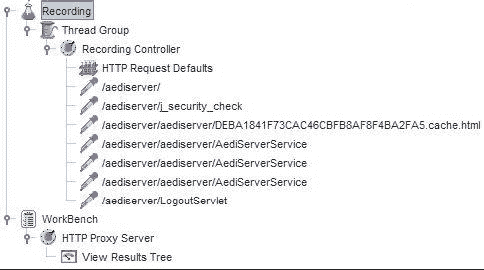 Recording
Thread Group
Recording Controller
HTTP Request Defaults
/aediserver/
/aediserver/j_security_check
/aediserver/aediserver/DEBA1841F73CAC46CBFB8AF8F4BA2FA5.cache.html
/aediserver/aediserver/AediServerService
/aediserver/aediserver/AediServerService
/aediserver/aediserver/AediServerService
/aediserver/LogoutServlet
WorkBench
HTTP Proxy Server
View Results Tree